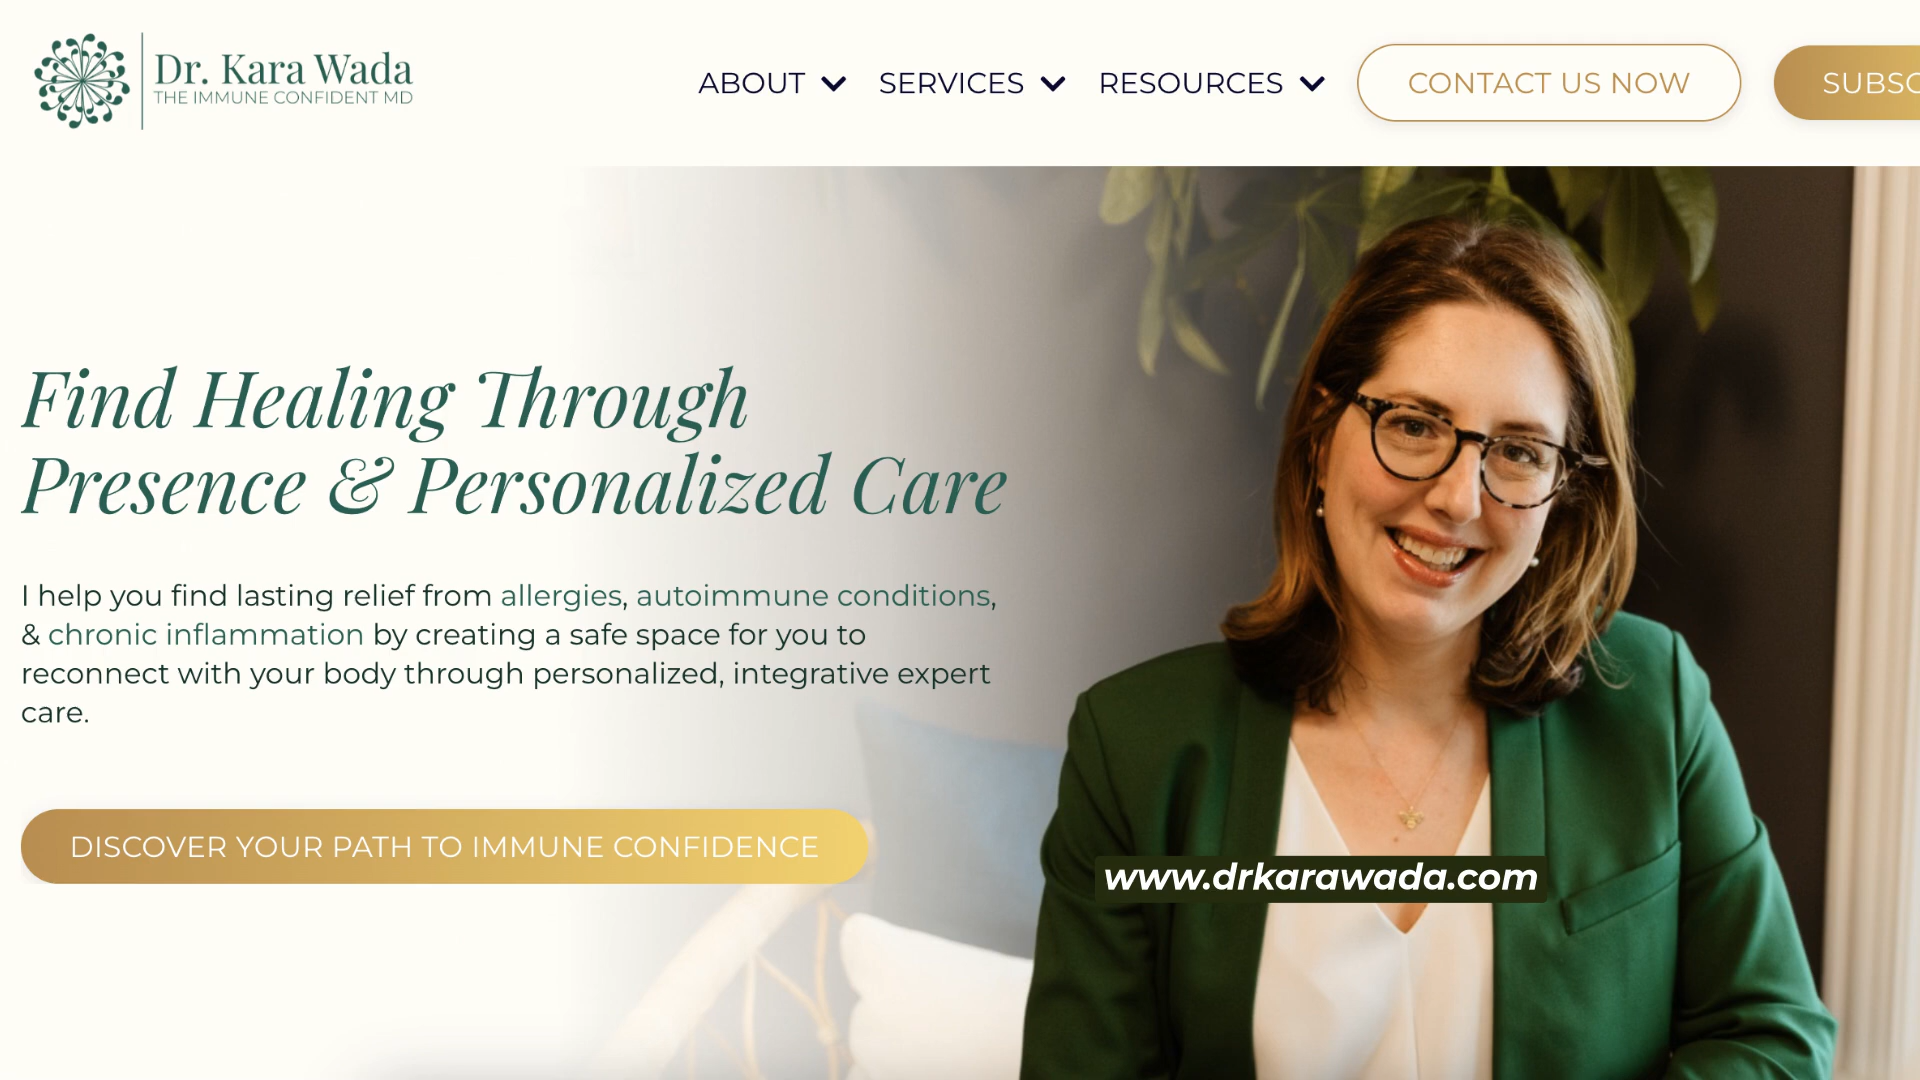 Dr. Kara Wada
THE IMMUNE CONFIDENT MD
ABOUT
SERVICES
RESOURCES
CONTACT US NOW
Find Healing Through
Presence & Personalized Care
I help you find lasting relief from allergies, autoimmune conditions,
& chronic inflammation by creating a safe space for you to
reconnect with your body through personalized, integrative expert
care.
DISCOVER YOUR PATH TO IMMUNE CONFIDENCE
www.drkarawada.com